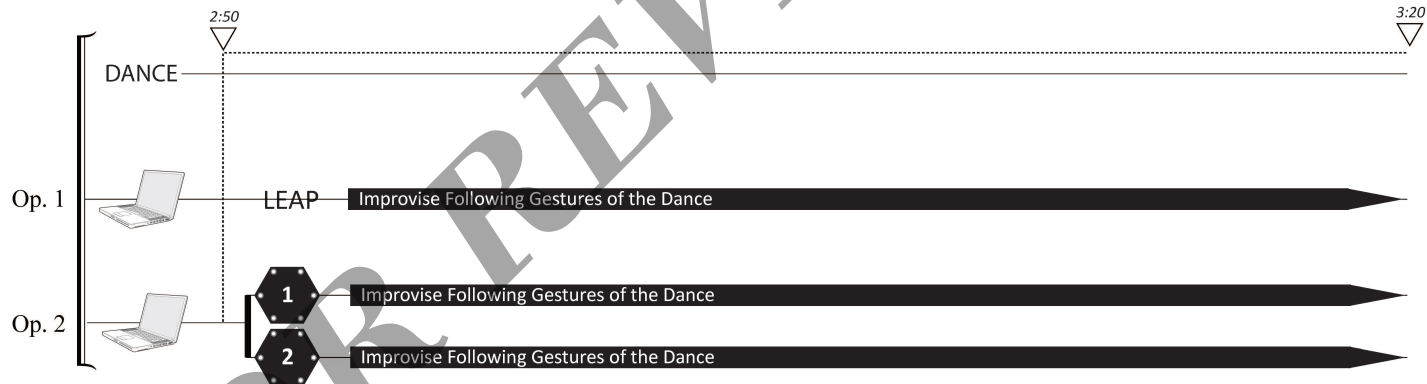 2:50
3:20
DANCE
Op. 1
LEAP
Improvise Following Gestures of the Dance
1
Improvise Following Gestures of the Dance
Op. 2
2
Improvise Following Gestures of the Dance